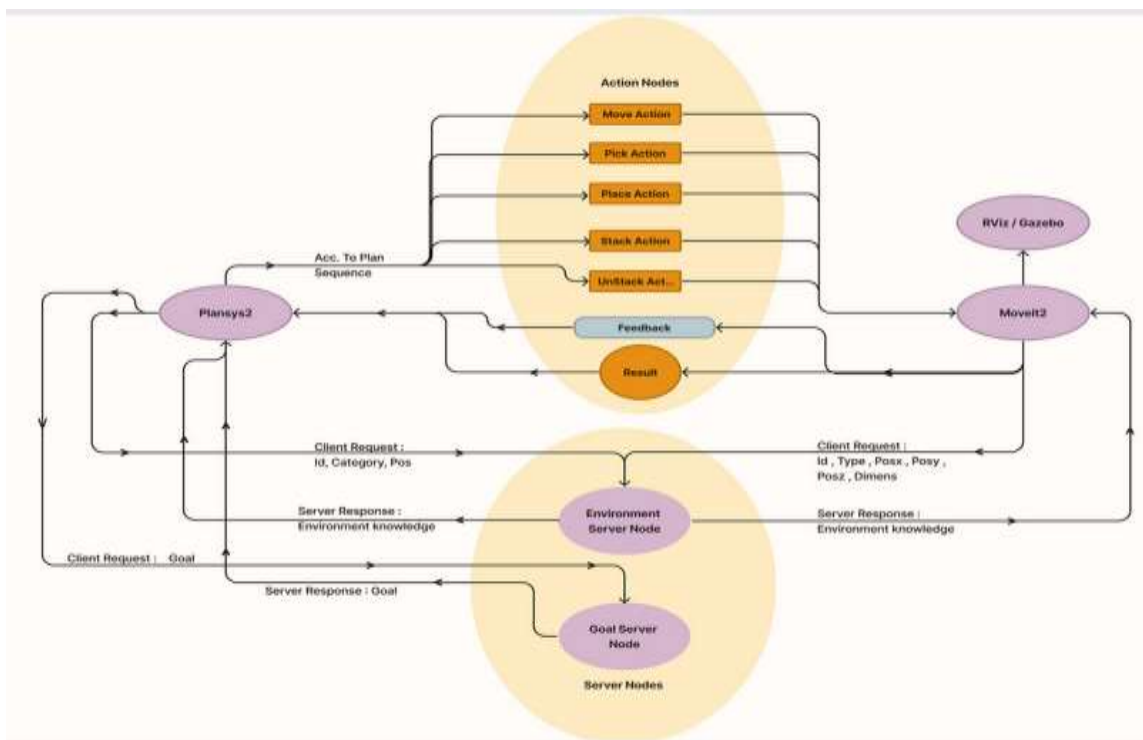 Action Nodes
Move Action
Pick Action
Place Action
Stack Action
UnStack Act...
Feedback
Result
Acc. To Plan
Sequence
Plansys2
RViz / Gazebo
MoveIt2
Client Request :
Id, Category, Pos
Client Request :
Id , Type , Posx , Posy ,
Posz , Dimens
Server Response :
Environment knowledge
Environment
Server Node
Server Response :
Environment knowledge
Client Request : Goal
Server Response : Goal
Goal Server
Node
Server Nodes